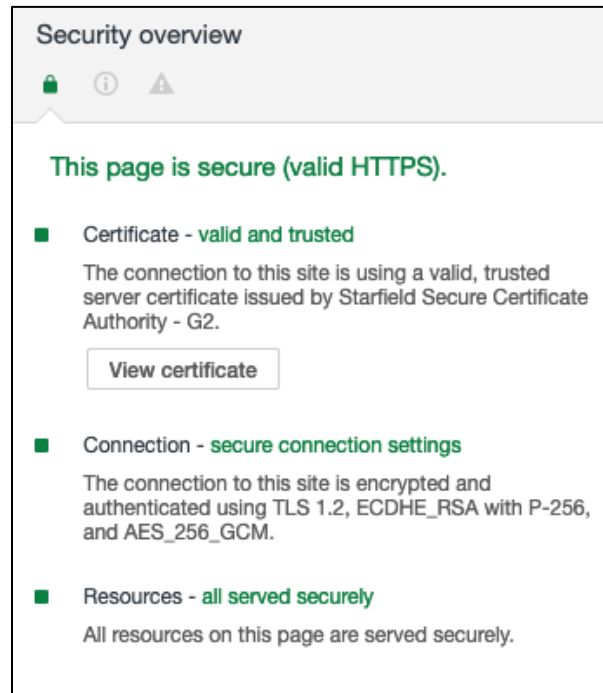 Security overview
This page is secure (valid HTTPS).
Certificate - valid and trusted
The connection to this site is using a valid, trusted
server certificate issued by Starfield Secure Certificate
Authority - G2.
View certificate
Connection - secure connection settings
The connection to this site is encrypted and
authenticated using TLS 1.2, ECDHE_RSA with P-256,
and AES_256_GCM.
Resources - all served securely
All resources on this page are served securely.